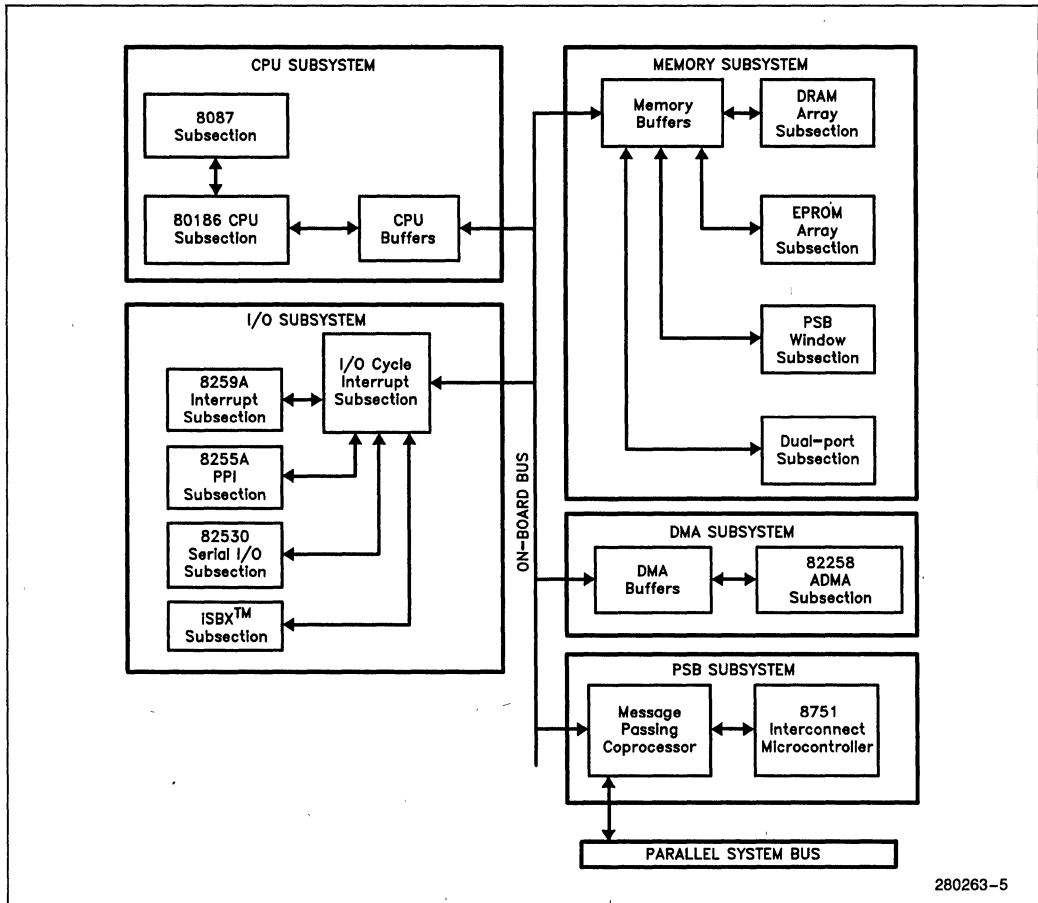 CPU SUBSYSTEM
8087
Subsection
80186 CPU
Subsection
CPU
Buffers
I/O SUBSYSTEM
I/O Cycle
Interrupt
Subsection
8259A
Interrupt
Subsection
8255A
PPI
Subsection
82530
Serial I/O
Subsection
iSBX™
Subsection
ON-BOARD BUS
MEMORY SUBSYSTEM
Memory
Buffers
DRAM
Array
Subsection
EPROM
Array
Subsection
PSB
Window
Subsection
Dual-port
Subsection
DMA SUBSYSTEM
DMA
Buffers
82258
ADMA
Subsection
PSB SUBSYSTEM
Message
Passing
Coprocessor
8751
Interconnect
Microcontroller
PARALLEL SYSTEM BUS
280263-5